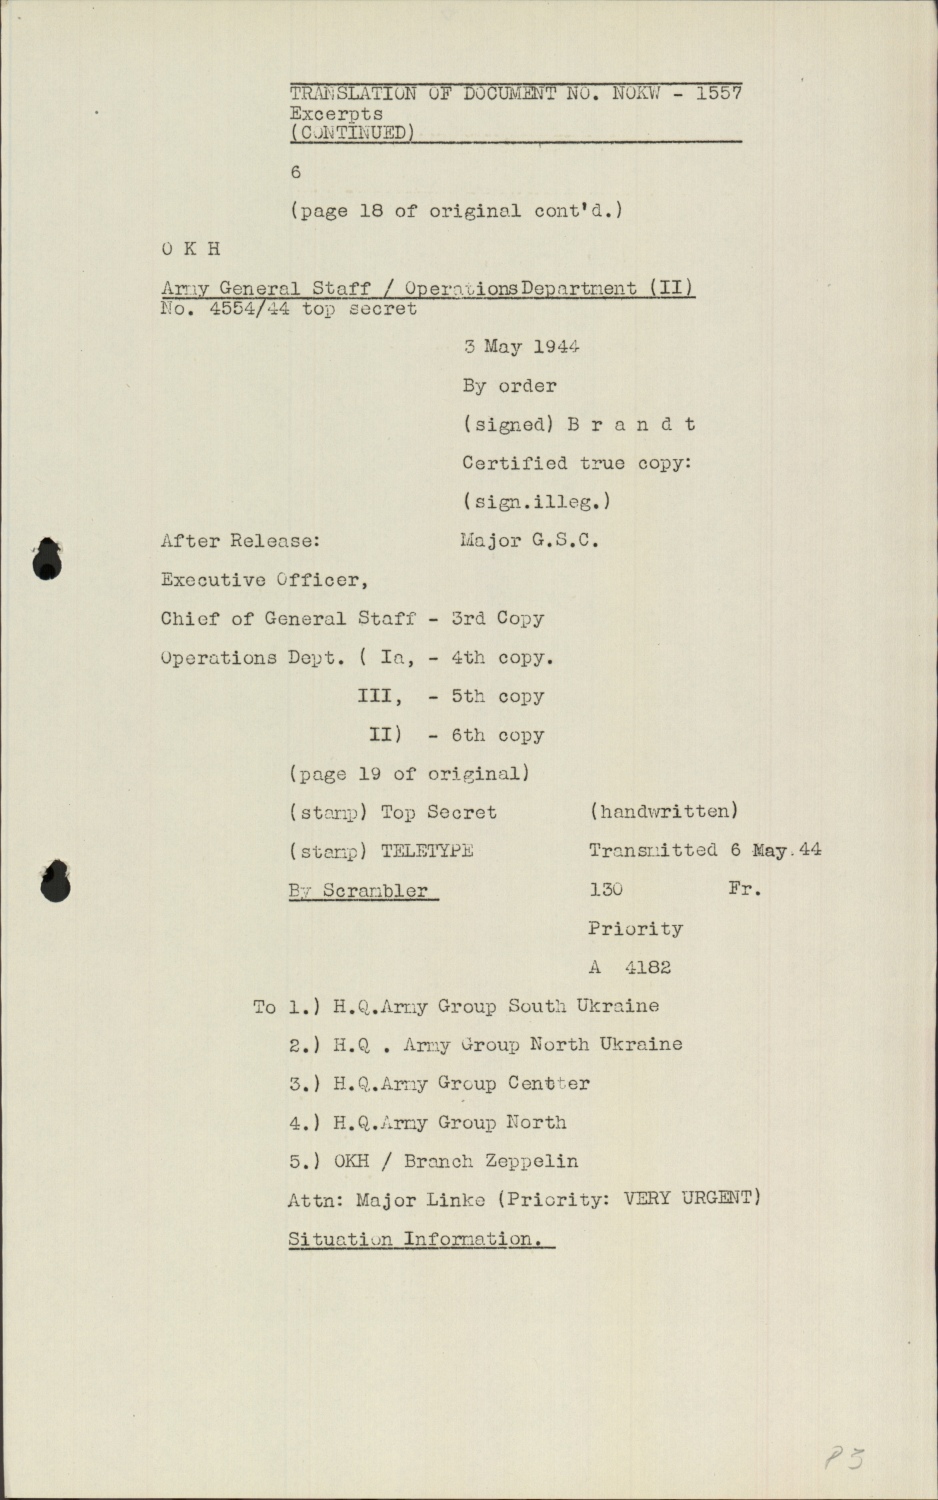 TRANSLATION OF DOCUMENT NO. NOKW - 1557
Excerpts
(CONTINUED)
6
(page 18 of original cont'd.)
O K H
Army General Staff / Operations Department (II)
No. 4554/44 top secret
3 May 1944
By order
(signed) B r a n d t
Certified true copy:
(sign.illeg.)
After Release: Major G.S.C.
Executive Officer,
Chief of General Staff - 3rd Copy
Operations Dept. ( Ia, - 4th copy.
III, - 5th copy
II) - 6th copy
(page 19 of original)
(stamp) Top Secret (handwritten)
(stamp) TELETYPE Transmitted 6 May.44
By Scrambler 130 Fr.
Priority
A 4182
To 1.) H.Q.Army Group South Ukraine
2.) H.Q . Army Group North Ukraine
3.) H.Q.Army Group Centter
4.) H.Q.Army Group North
5.) OKH / Branch Zeppelin
Attn: Major Linke (Priority: VERY URGENT)
Situation Information.
P3